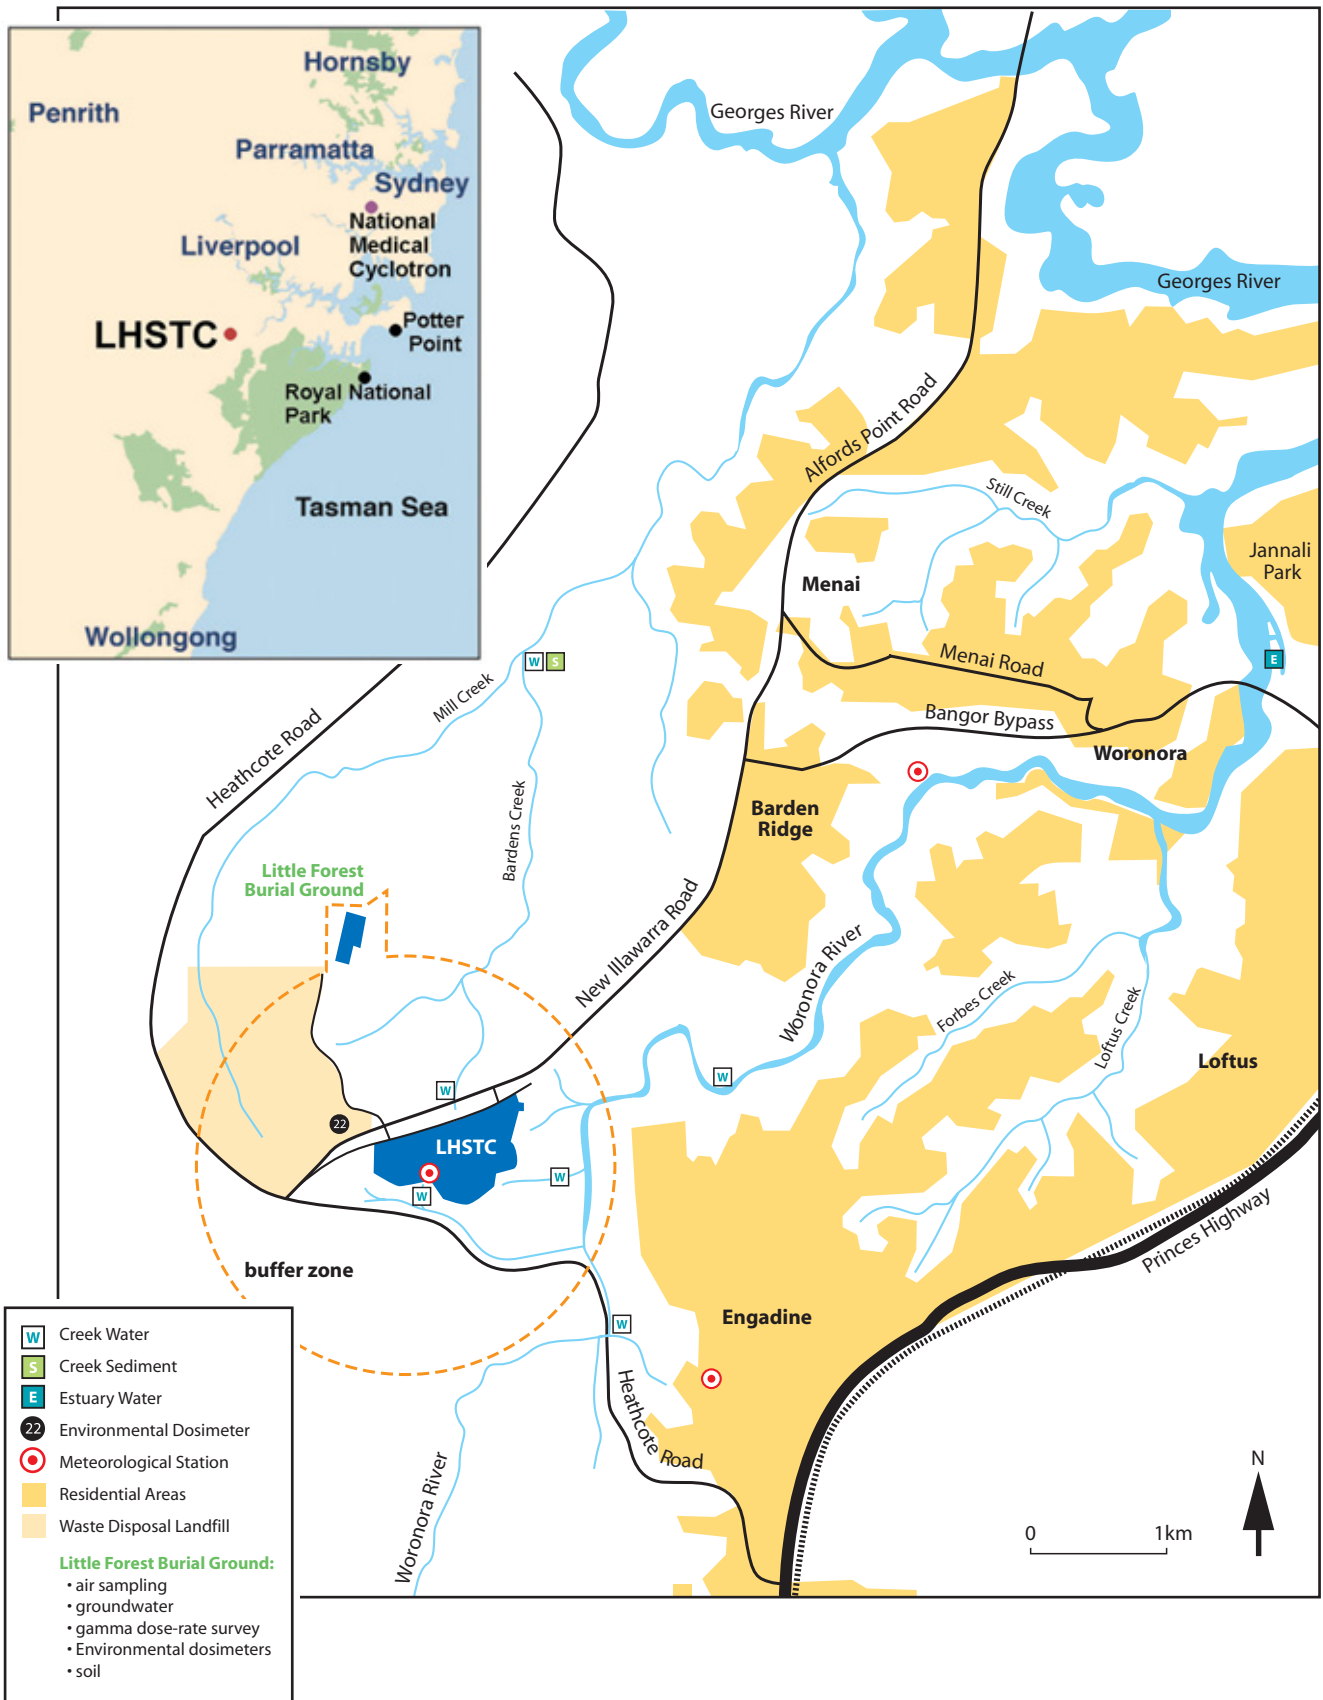 Hornsby
Penrith
Parramatta
Sydney
National
Medical
Cyclotron
Liverpool
LHSTC
Potter
Point
Royal National
Park
Tasman Sea
Wollongong
Georges River
Georges River
Alfords Point Road
Still Creek
Jannali
Park
Menai
E
W S
Menai Road
Mill Creek
Bangor Bypass
Heathcote Road
Woronora
Bardens Creek
Barden
Ridge
Little Forest
Burial Ground
New Illawarra Road
Woronora River
Forbes Creek
Loftus Creek
Loftus
W
W
22
LHSTC
W
W
Princes Highway
buffer zone
Engadine
W
Heathcote Road
Woronora River
N
0 1km
W Creek Water
S Creek Sediment
E Estuary Water
22 Environmental Dosimeter
Meteorological Station
Residential Areas
Waste Disposal Landfill
Little Forest Burial Ground:
• air sampling
• groundwater
• gamma dose-rate survey
• Environmental dosimeters
• soil